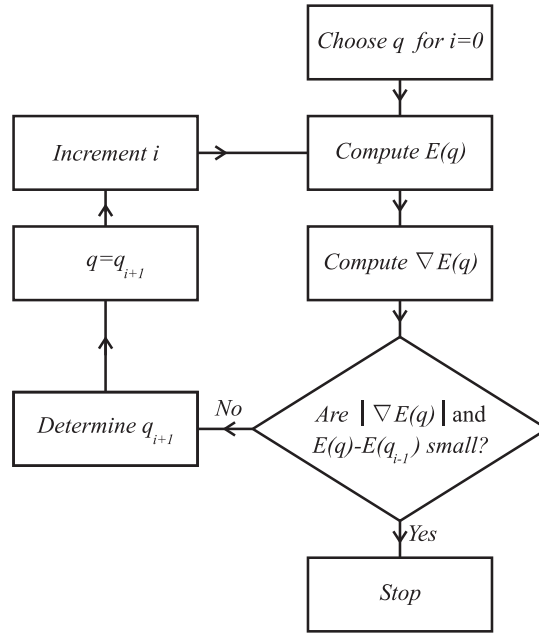 Choose q for i=0
Increment i
Compute E(q)
q=q_{i+1}
Compute ∇E(q)
Determine q_{i+1}
No
Are |∇E(q)| and
E(q)-E(q_{i-1}) small?
Yes
Stop